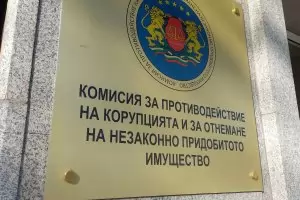 КОМИСИЯ ЗА ПРОТИВОДЕЙСТВИЕ
НА КОРУПЦИЯТА И ЗА ОТНЕМАНЕ
НА НЕЗАКОННО ПРИДОБИТОТО
ИМУЩЕСТВО